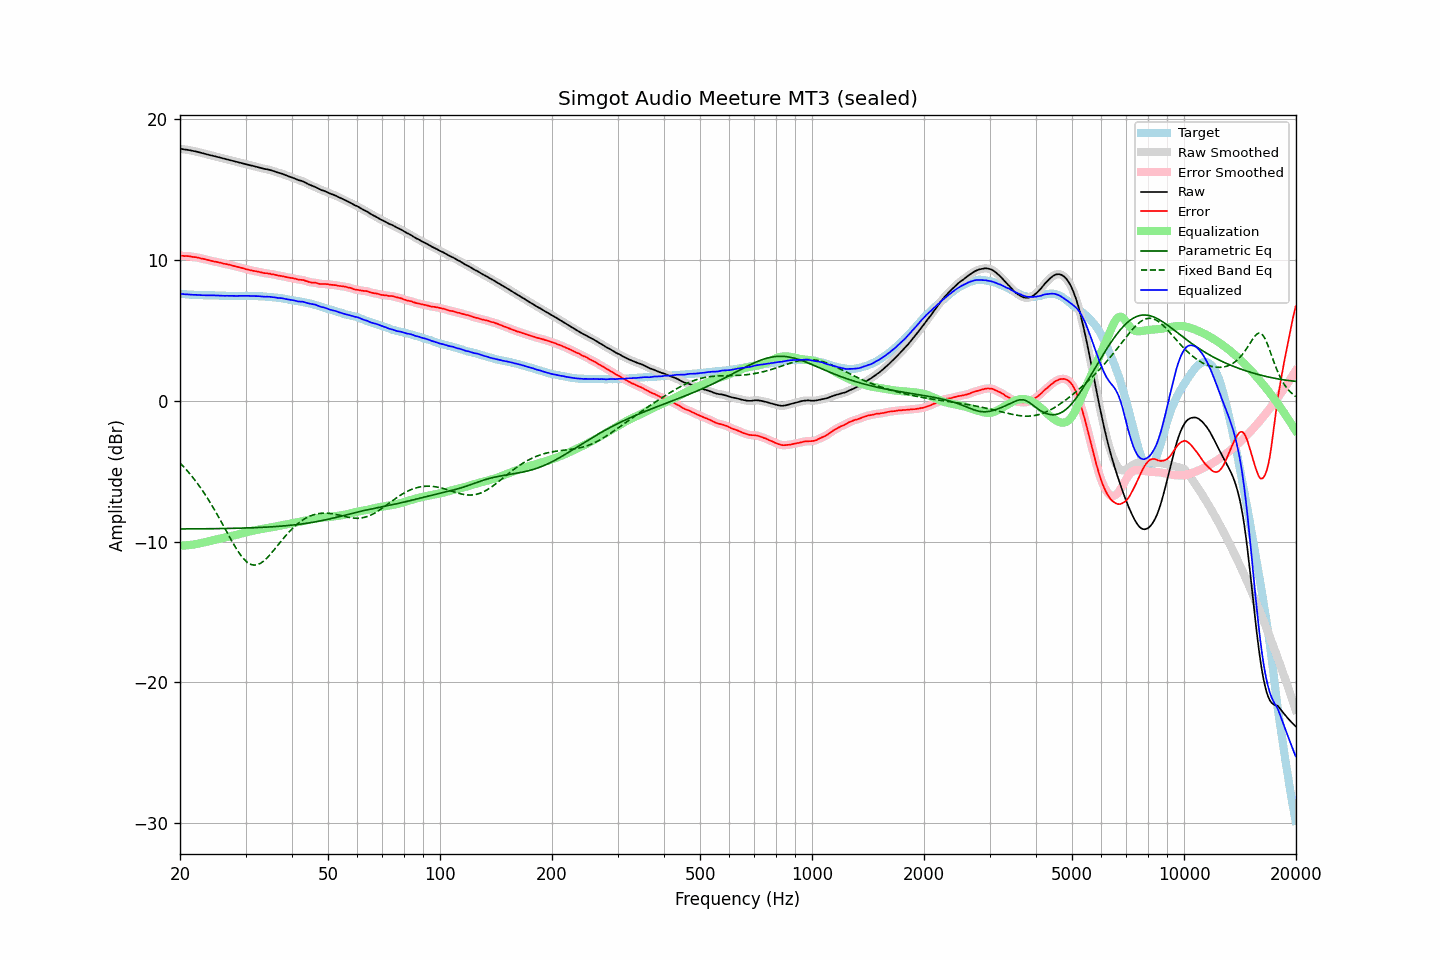 Simgot Audio Meeture MT3 (sealed)
Target
Raw Smoothed
Error Smoothed
Raw
Error
Equalization
Parametric Eq
Fixed Band Eq
Equalized
20
10
0
−10
−20
−30
Amplitude (dBr)
20 50 100 200 500 1000 2000 5000 10000 20000
Frequency (Hz)